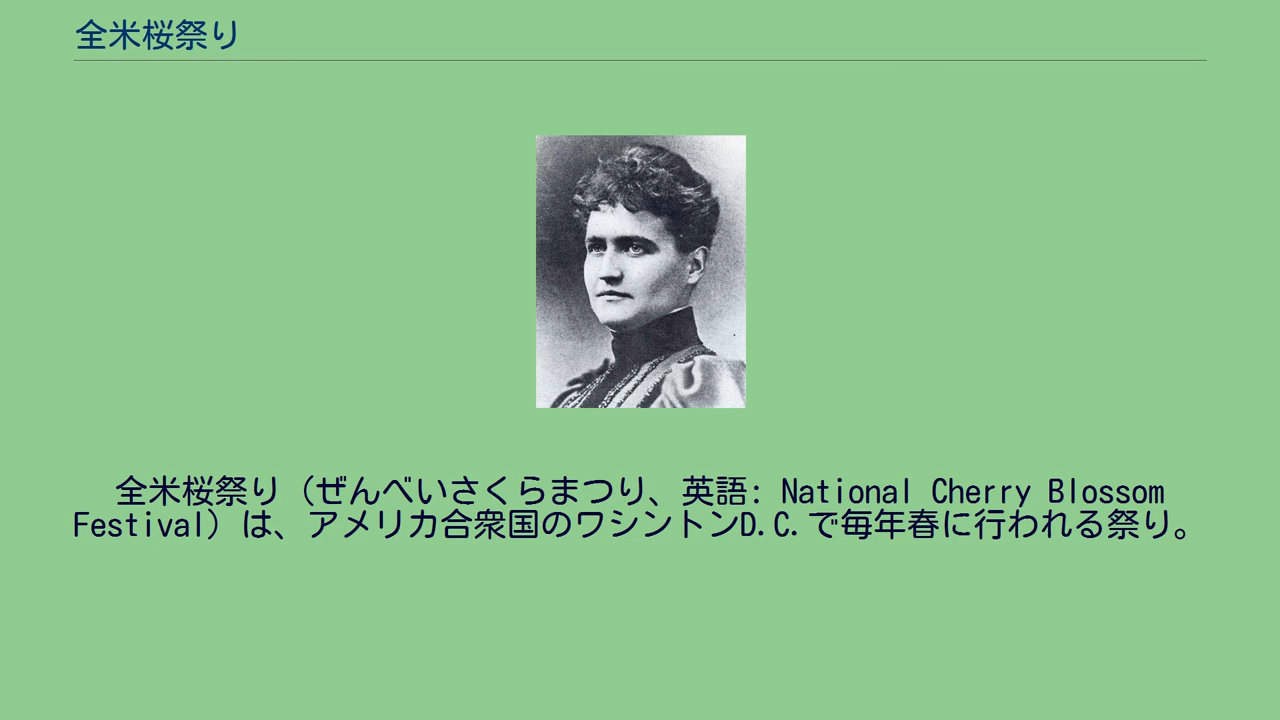 全米桜祭り
全米桜祭り（ぜんべいさくらまつり、英語: National Cherry Blossom
Festival）は、アメリカ合衆国のワシントンD.C.で毎年春に行われる祭り。